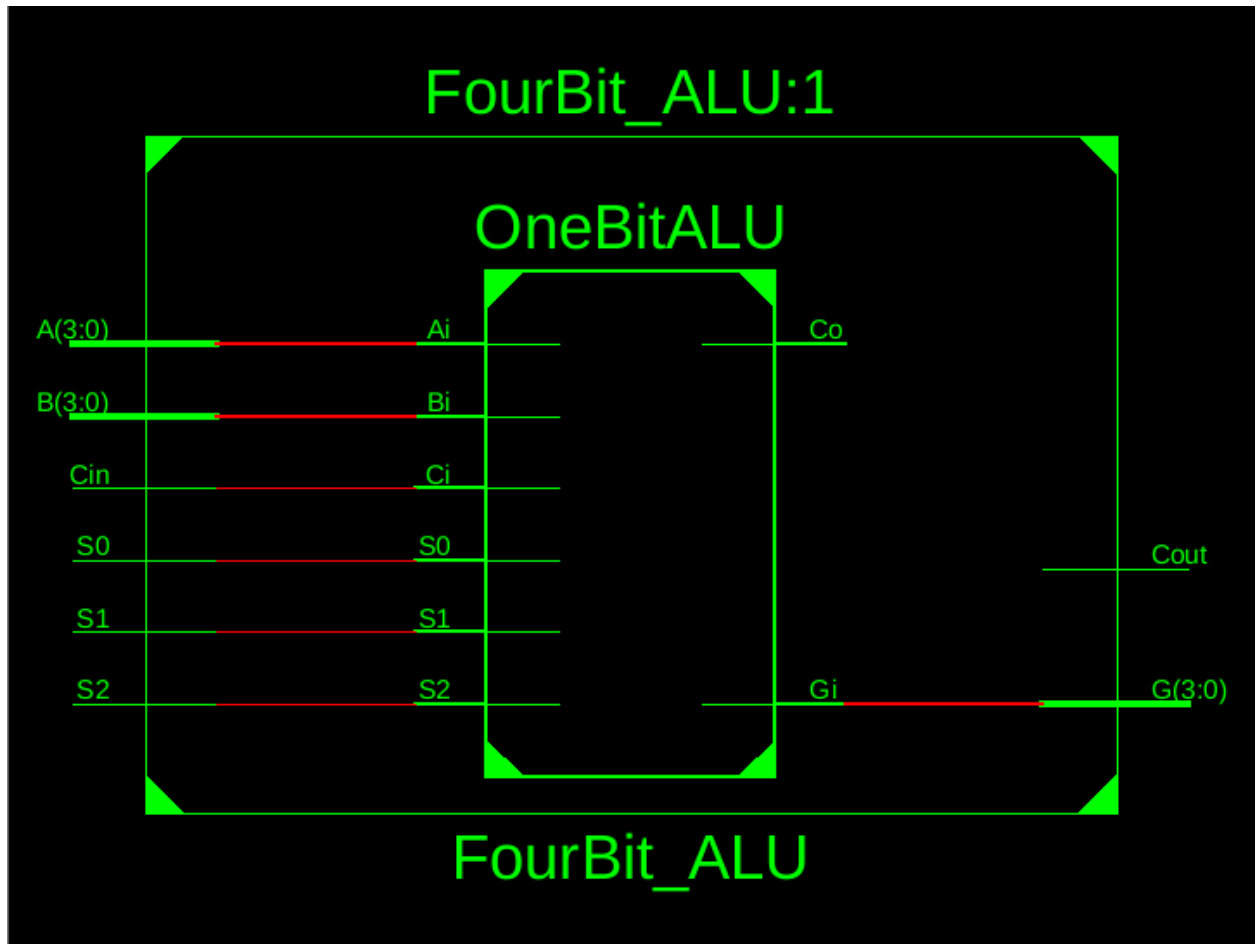 FourBit_ALU:1
OneBitALU
A(3:0) Ai Co
B(3:0) Bi
Cin Ci
S0 S0
Cout
S1 S1
S2 S2 Gi G(3:0)
FourBit_ALU